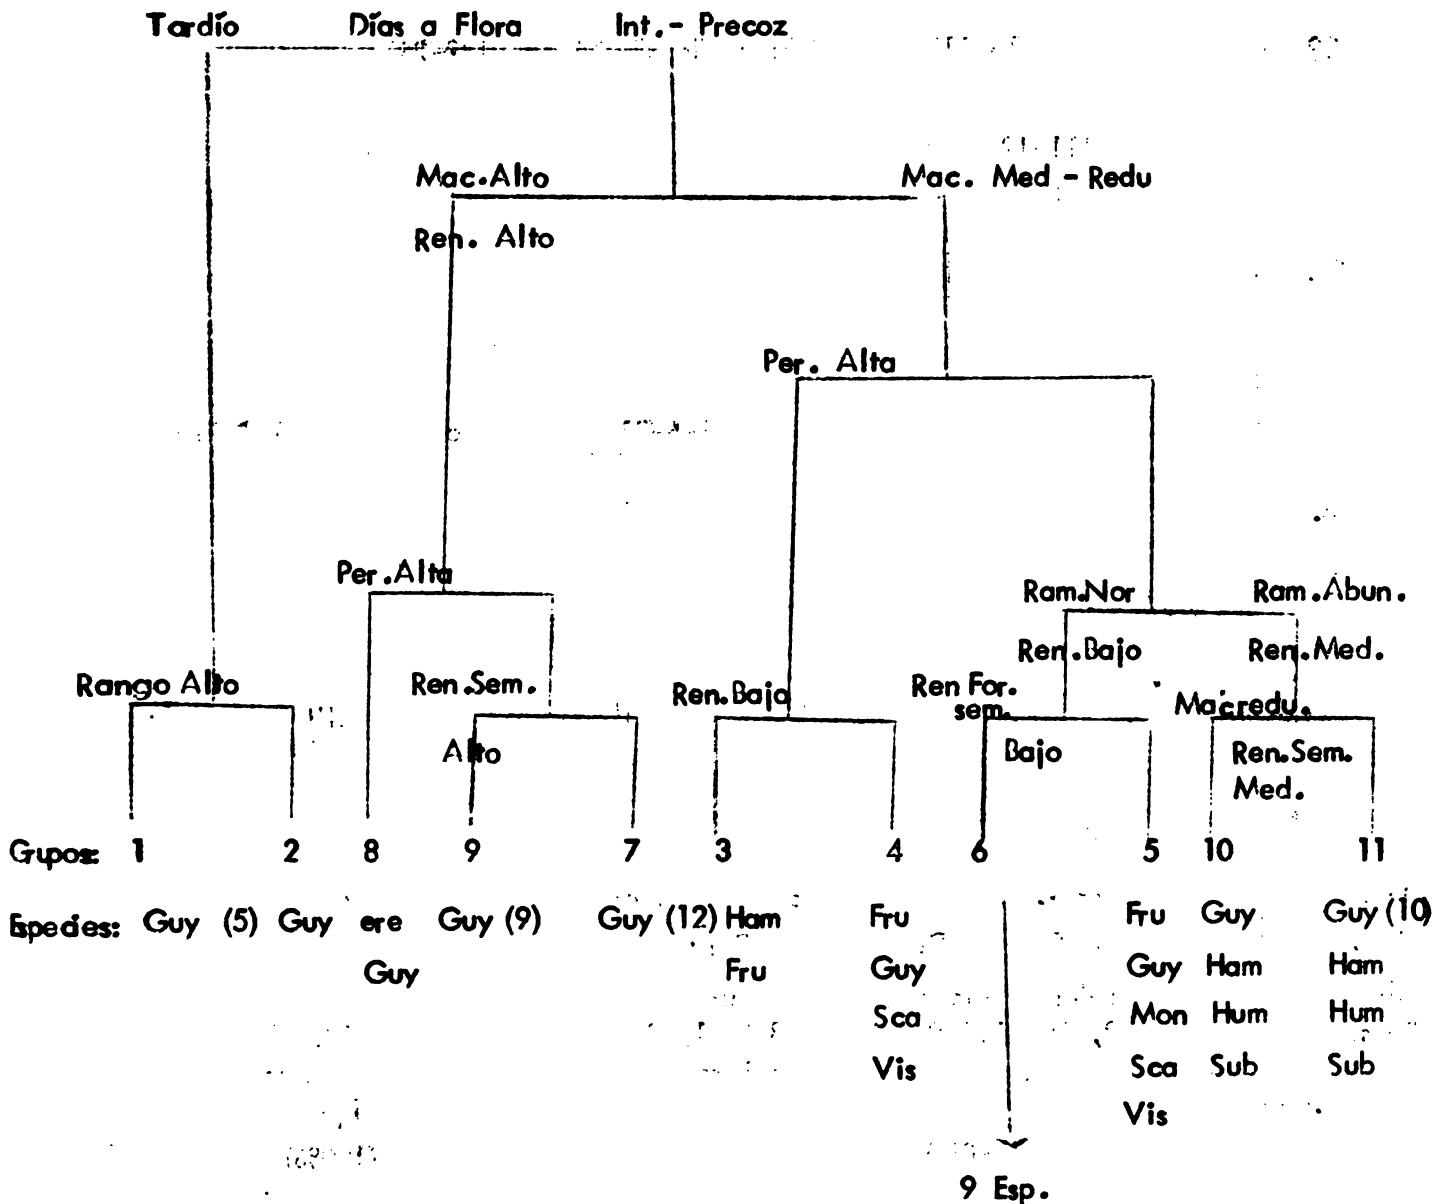 Tardío Días a Flora Int.- Precoz
Mac.Alto Mac. Med - Redu
Ren. Alto
Per. Alta
Per.Alta
Ram.Nor Ram.Abun.
Ren.Bajo Ren.Med.
Rango Alto Ren.Sem. Ren.Bajo Ren For. sem. Mac.redu.
Alto Bajo Ren.Sem.
Med.
Grupos: 1 2 8 9 7 3 4 6 5 10 11
Especies: Guy (5) Guy ere Guy (9) Guy (12) Ham Fru Fru Guy Guy (10)
Guy Fru Guy Guy Ham Ham
Sca Mon Hum Hum
Vis Sca Sub Sub
Vis
9 Esp.